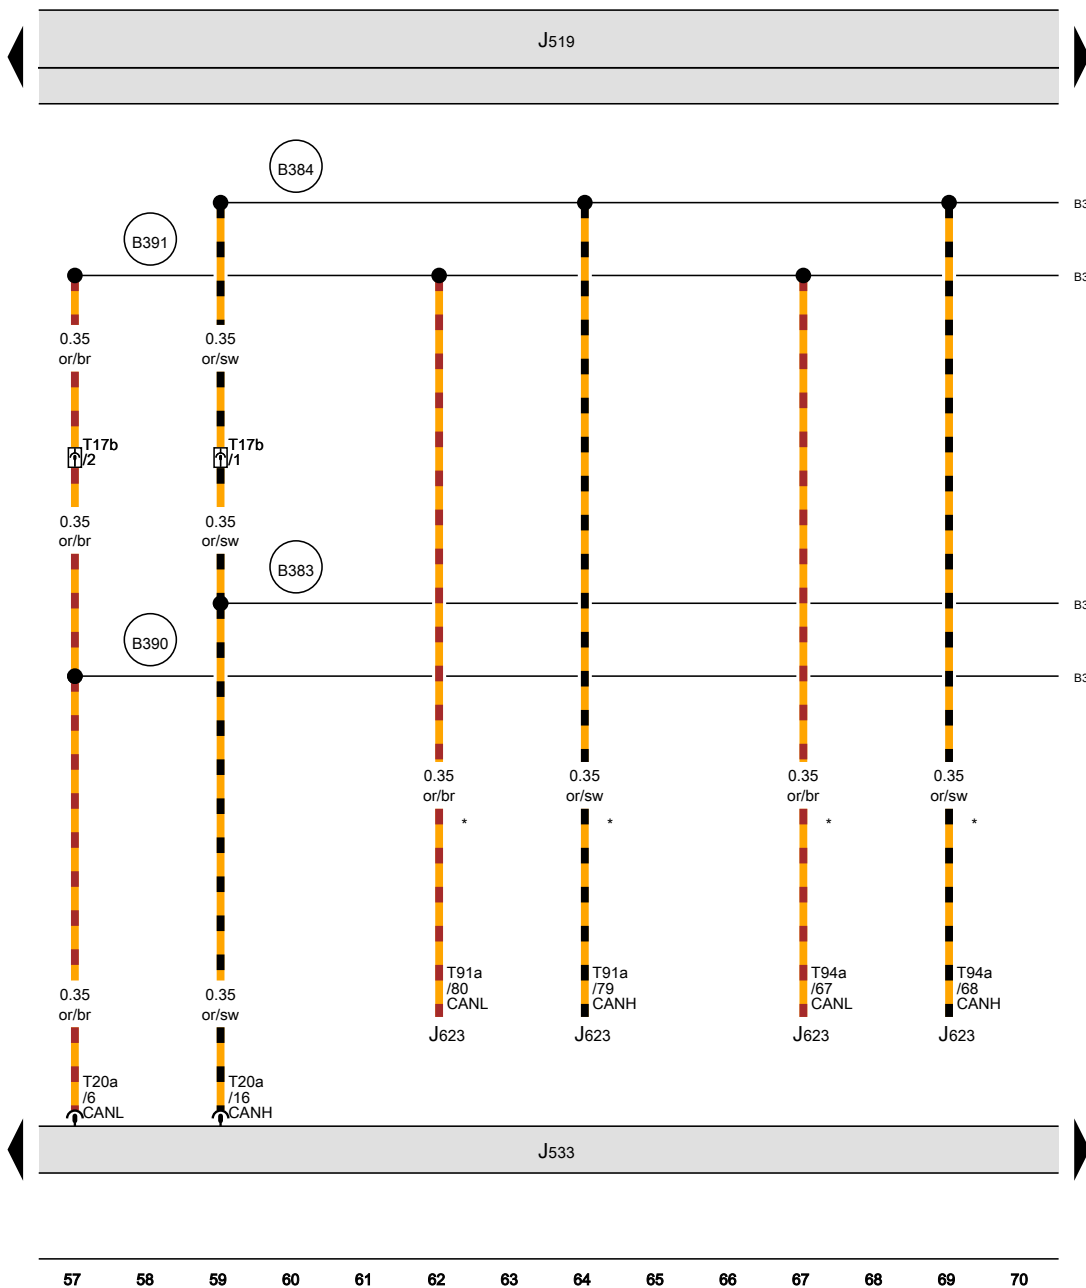 J519
B384
B3
B391
B3
0.35
or/br
0.35
or/sw
T17b
/2
T17b
/1
0.35
or/br
0.35
or/sw
B383
B3
B390
B3
0.35
or/br
*
0.35
or/sw
*
0.35
or/br
*
0.35
or/sw
*
0.35
or/br
0.35
or/sw
T91a
/80
CANL
J623
T91a
/79
CANH
J623
T94a
/67
CANL
J623
T94a
/68
CANH
J623
T20a
/6
CANL
T20a
/16
CANH
J533
57 58 59 60 61 62 63 64 65 66 67 68 69 70